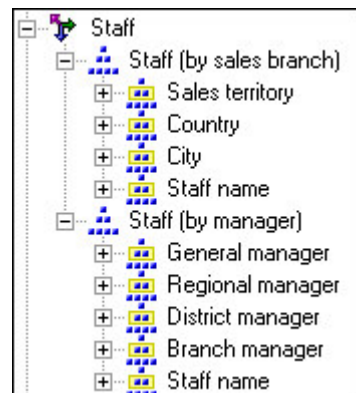 Staff
Staff (by sales branch)
Sales territory
Country
City
Staff name
Staff (by manager)
General manager
Regional manager
District manager
Branch manager
Staff name